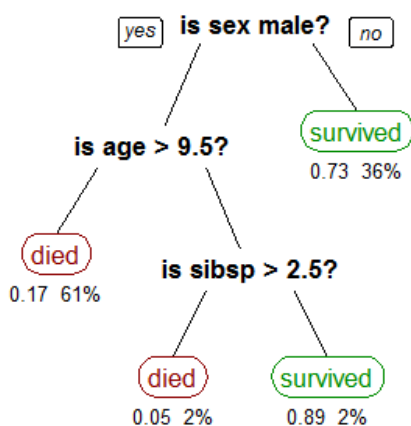 yes is sex male? no
is age > 9.5?
survived
0.73 36%
died
0.17 61%
is sibsp > 2.5?
died
0.05 2%
survived
0.89 2%